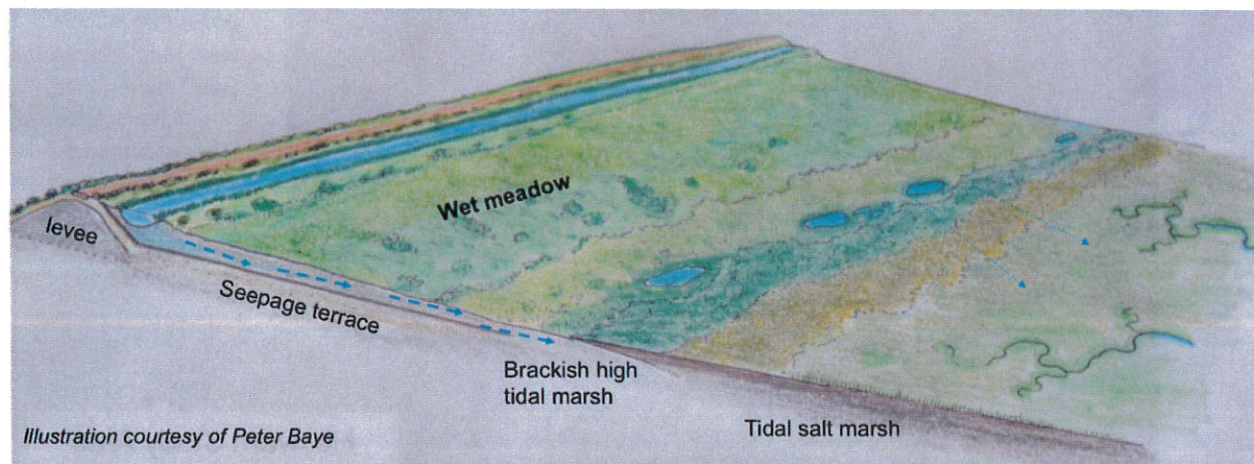 Wet meadow
levee
Seepage terrace
Brackish high
tidal marsh
Tidal salt marsh
Illustration courtesy of Peter Baye